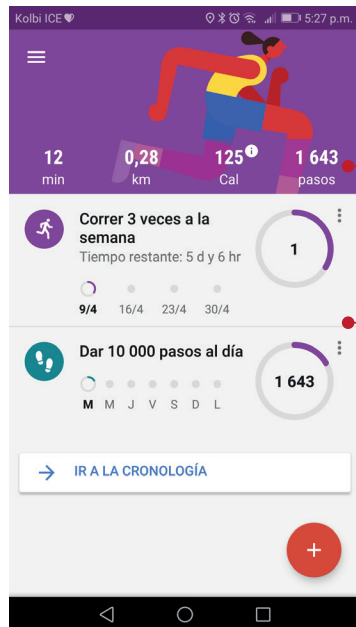 Kolbi ICE 5:27 p.m.
12 0,28 125 1 643
min km Cal pasos
Correr 3 veces a la
semana
Tiempo restante: 5 d y 6 hr
1
9/4 16/4 23/4 30/4
Dar 10 000 pasos al día
1 643
M M J V S D L
IR A LA CRONOLOGÍA
+